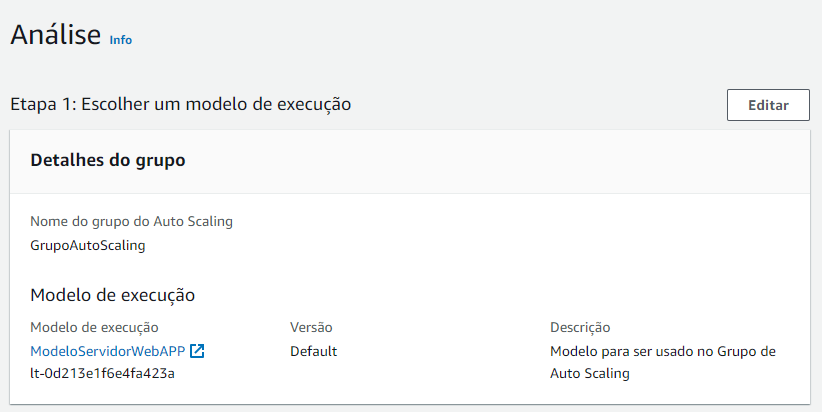 Análise Info
Etapa 1: Escolher um modelo de execução
Editar
Detalhes do grupo
Nome do grupo do Auto Scaling
GrupoAutoScaling
Modelo de execução
Modelo de execução
ModeloServidorWebAPP
lt-0d213e1f6e4fa423a
Versão
Default
Descrição
Modelo para ser usado no Grupo de
Auto Scaling